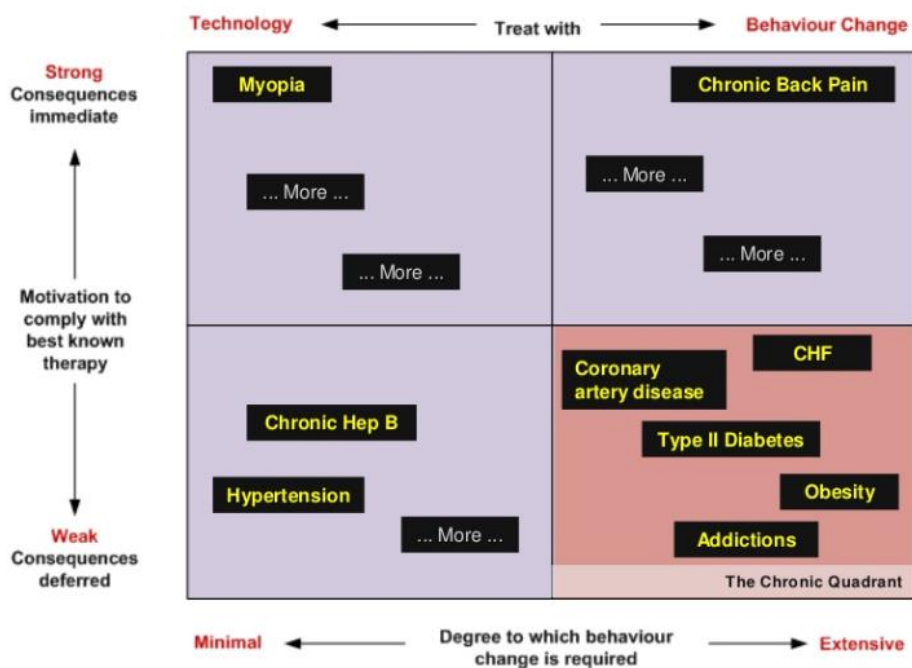 Technology
Treat with
Behaviour Change
Strong
Consequences
immediate
Motivation to
comply with
best known
therapy
Weak
Consequences
deferred
Myopia
... More ...
... More ...
Chronic Back Pain
... More ...
... More ...
Chronic Hep B
Hypertension
... More ...
CHF
Coronary
artery disease
Type II Diabetes
Obesity
Addictions
The Chronic Quadrant
Minimal
Degree to which behaviour
change is required
Extensive